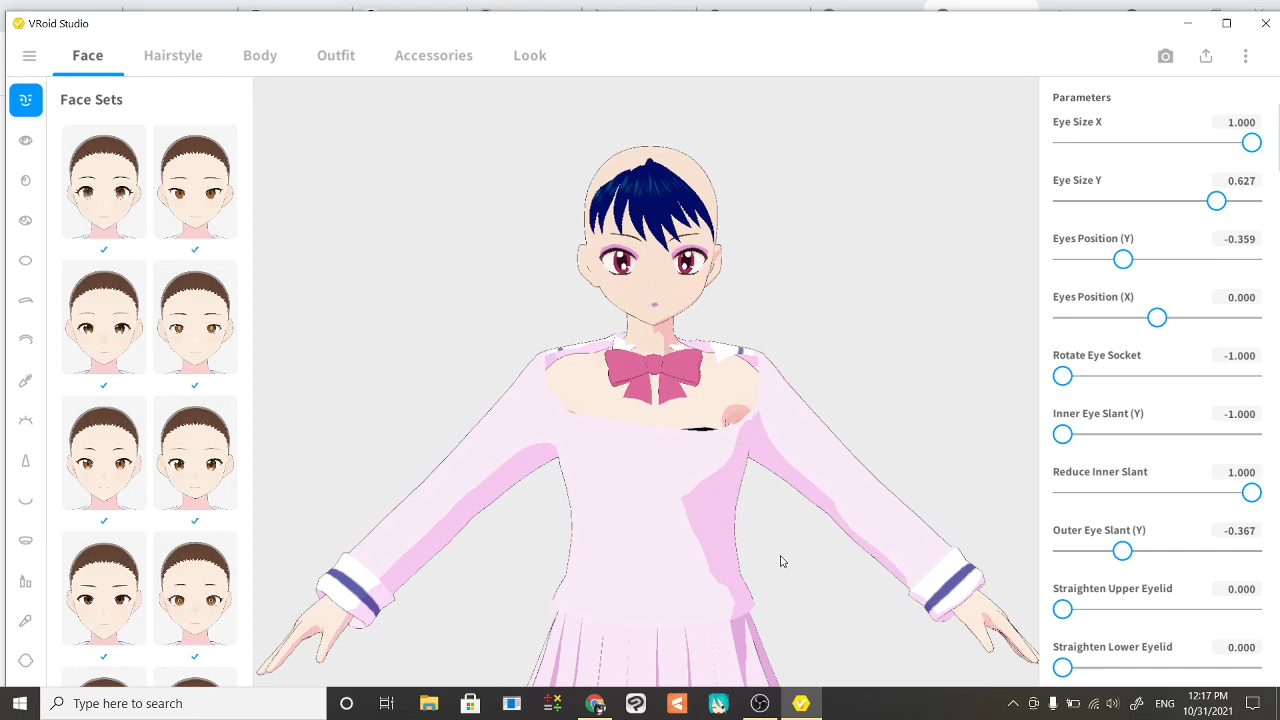 VRoid Studio
Face Hairstyle Body Outfit Accessories Look
Face Sets
Parameters
Eye Size X 1.000
Eye Size Y 0.627
Eyes Position (Y) -0.359
Eyes Position (X) 0.000
Rotate Eye Socket -1.000
Inner Eye Slant (Y) -1.000
Reduce Inner Slant 1.000
Outer Eye Slant (Y) -0.367
Straighten Upper Eyelid 0.000
Straighten Lower Eyelid 0.000
Type here to search
12:17 PM
10/31/2021